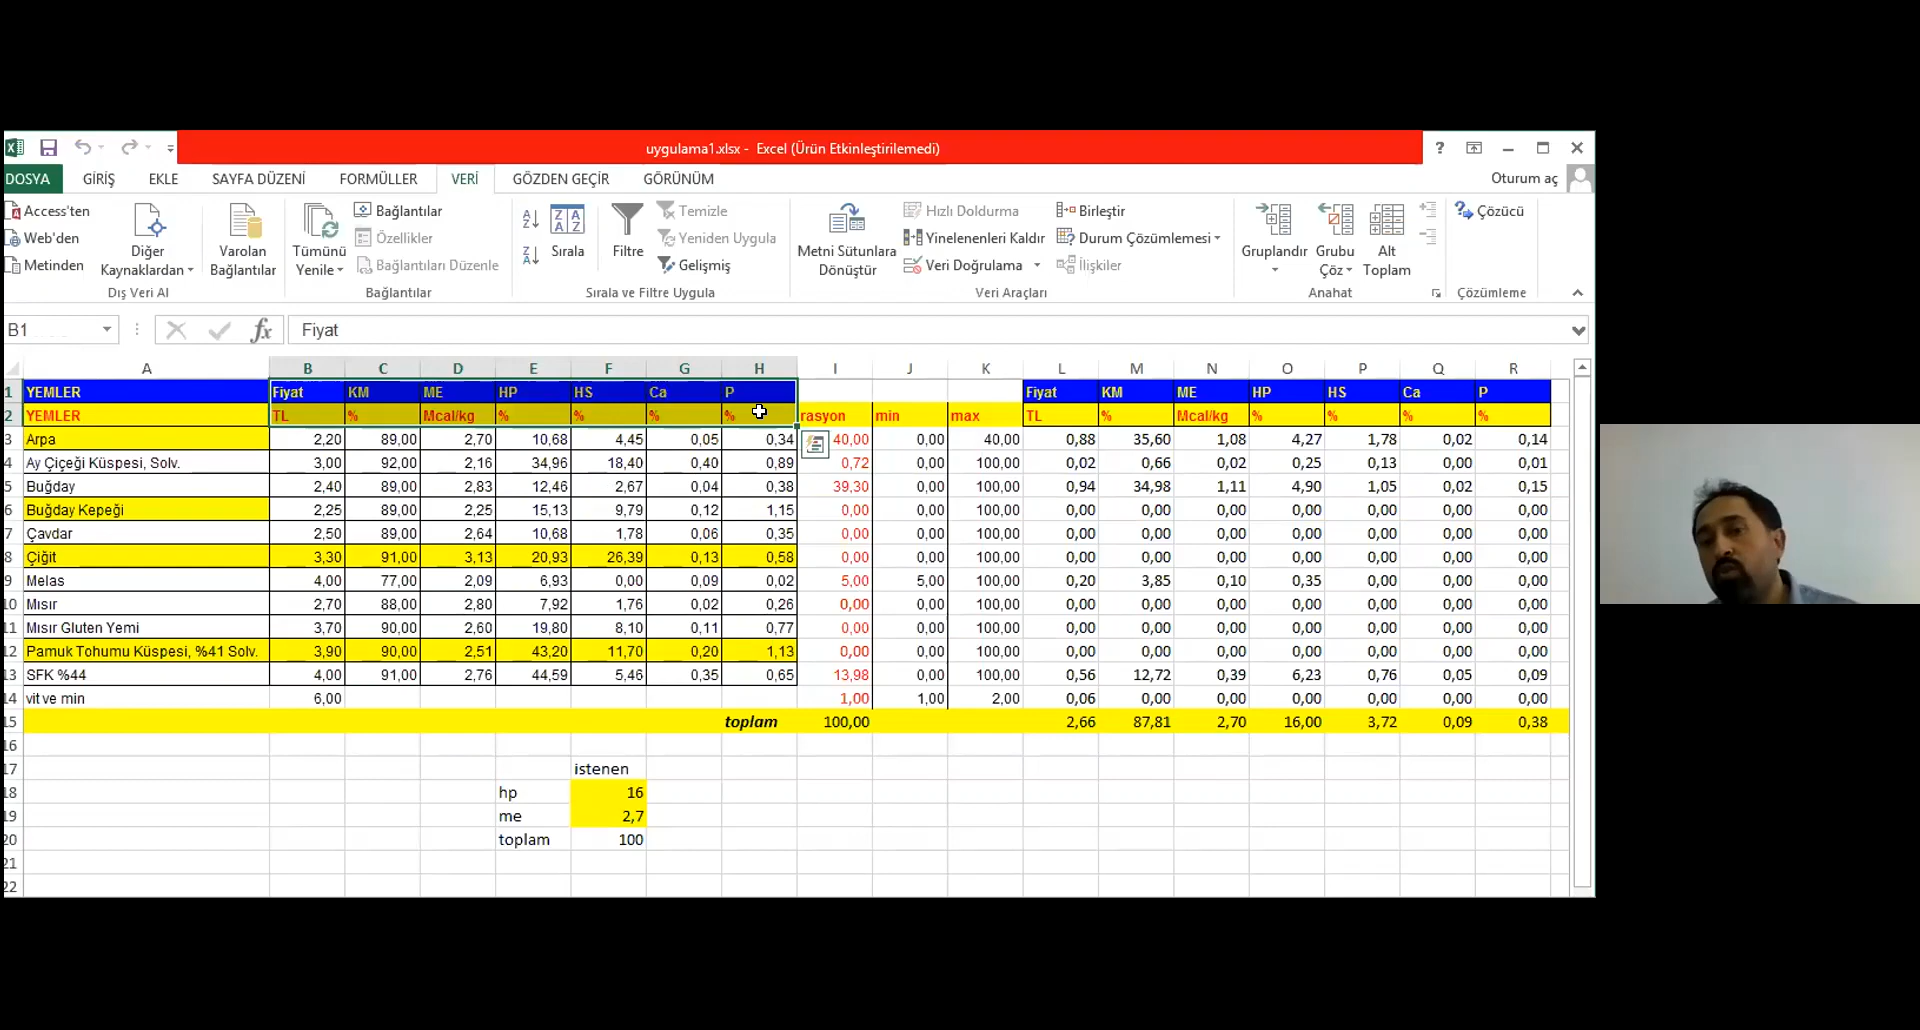 uygulama1.xlsx - Excel (Ürün Etkinleştirilemedi)
?
DOSYA GİRİŞ EKLE SAYFA DÜZENİ FORMÜLLER VERİ GÖZDEN GEÇİR GÖRÜNÜM Oturum aç
Access'ten
Web'den
Metinden
Diğer Kaynaklardan
Dış Veri Al
Varolan Bağlantılar
Tümünü Yenile
Bağlantılar
Özellikler
Bağlantıları Düzenle
Bağlantılar
Sırala
Filtre
Temizle
Yeniden Uygula
Gelişmiş
Sırala ve Filtre Uygula
Metni Sütunlara Dönüştür
Hızlı Doldurma
Yinelenenleri Kaldır
Veri Doğrulama
Birleştir
Durum Çözümlemesi
İlişkiler
Veri Araçları
Gruplandır
Grubu Çöz
Alt Toplam
Anahat
Çözücü
Çözümleme
B1 fx Fiyat
A B C D E F G H I J K L M N O P Q R
1 YEMLER Fiyat KM ME HP HS Ca P Fiyat KM ME HP HS Ca P
2 YEMLER TL % Mcal/kg % % % % rasyon min max TL % Mcal/kg % % % %
3 Arpa 2,20 89,00 2,70 10,68 4,45 0,05 0,34 40,00 0,00 40,00 0,88 35,60 1,08 4,27 1,78 0,02 0,14
4 Ay Çiçeği Küspesi, Solv. 3,00 92,00 2,16 34,96 18,40 0,40 0,89 0,72 0,00 100,00 0,02 0,66 0,02 0,25 0,13 0,00 0,01
5 Buğday 2,40 89,00 2,83 12,46 2,67 0,04 0,38 39,30 0,00 100,00 0,94 34,98 1,11 4,90 1,05 0,02 0,15
6 Buğday Kepeği 2,25 89,00 2,25 15,13 9,79 0,12 1,15 0,00 0,00 100,00 0,00 0,00 0,00 0,00 0,00 0,00 0,00
7 Çavdar 2,50 89,00 2,64 10,68 1,78 0,06 0,35 0,00 0,00 100,00 0,00 0,00 0,00 0,00 0,00 0,00 0,00
8 Çiğit 3,30 91,00 3,13 20,93 26,39 0,13 0,58 0,00 0,00 100,00 0,00 0,00 0,00 0,00 0,00 0,00 0,00
9 Melas 4,00 77,00 2,09 6,93 0,00 0,09 0,02 5,00 5,00 100,00 0,20 3,85 0,10 0,35 0,00 0,00 0,00
10 Mısır 2,70 88,00 2,80 7,92 1,76 0,02 0,26 0,00 0,00 100,00 0,00 0,00 0,00 0,00 0,00 0,00 0,00
11 Mısır Gluten Yemi 3,70 90,00 2,60 19,80 8,10 0,11 0,77 0,00 0,00 100,00 0,00 0,00 0,00 0,00 0,00 0,00 0,00
12 Pamuk Tohumu Küspesi, %41 Solv. 3,90 90,00 2,51 43,20 11,70 0,20 1,13 0,00 0,00 100,00 0,00 0,00 0,00 0,00 0,00 0,00 0,00
13 SFK %44 4,00 91,00 2,76 44,59 5,46 0,35 0,65 13,98 0,00 100,00 0,56 12,72 0,39 6,23 0,76 0,05 0,09
14 vit ve min 6,00 1,00 1,00 2,00 0,06 0,00 0,00 0,00 0,00 0,00 0,00
15 toplam 100,00 2,66 87,81 2,70 16,00 3,72 0,09 0,38
16
17 istenen
18 hp 16
19 me 2,7
20 toplam 100
21
22